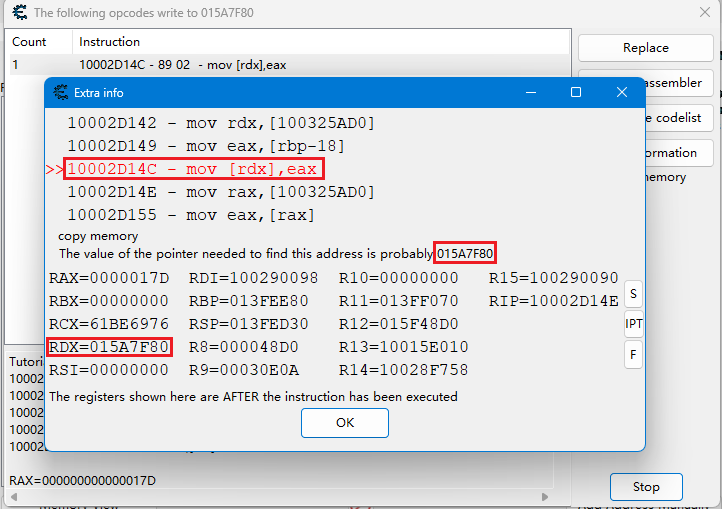 The following opcodes write to 015A7F80
Count Instruction
1 10002D14C - 89 02 - mov [rdx],eax
Replace
assembler
e codelist
ormation
emory
Extra info
10002D142 - mov rdx,[100325AD0]
10002D149 - mov eax,[rbp-18]
>>10002D14C - mov [rdx],eax
10002D14E - mov rax,[100325AD0]
10002D155 - mov eax,[rax]
copy memory
The value of the pointer needed to find this address is probably 015A7F80
RAX=0000017D RDI=100290098 R10=00000000 R15=100290090
RBX=00000000 RBP=013FEE80 R11=013FF070 RIP=10002D14E
RCX=61BE6976 RSP=013FED30 R12=015F48D0
RDX=015A7F80 R8=000048D0 R13=10015E010
RSI=00000000 R9=00030E0A R14=10028F758
S
IPT
F
The registers shown here are AFTER the instruction has been executed
OK
Tutori
10002
10002
10002
10002
10002
RAX=000000000000017D
Stop